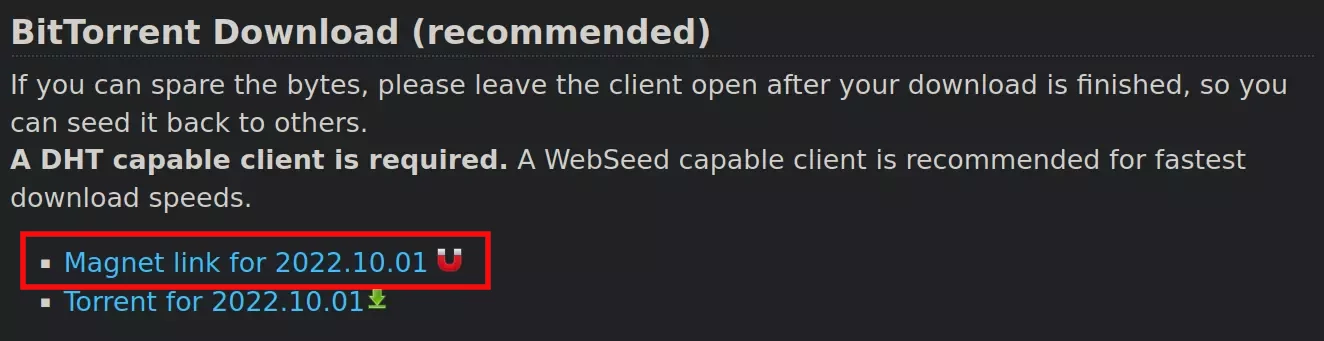 BitTorrent Download (recommended)
If you can spare the bytes, please leave the client open after your download is finished, so you
can seed it back to others.
A DHT capable client is required. A WebSeed capable client is recommended for fastest
download speeds.
Magnet link for 2022.10.01
Torrent for 2022.10.01